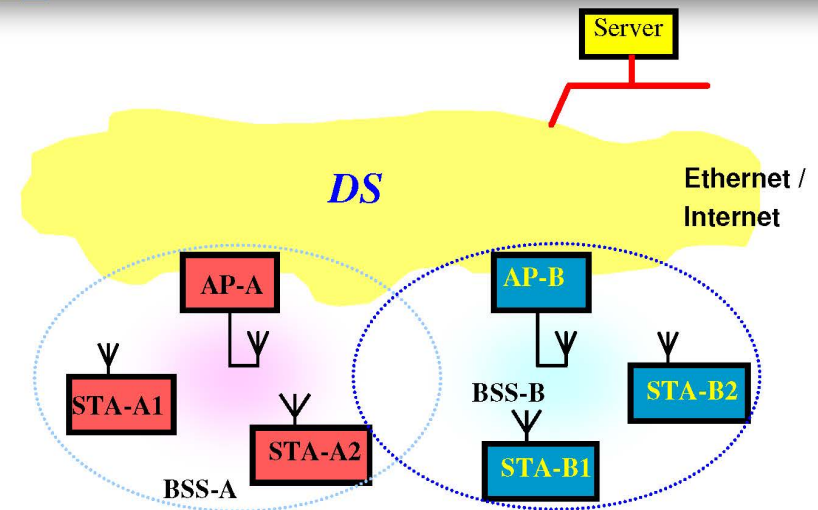 Server
DS
Ethernet /
Internet
AP-A
AP-B
STA-A1
STA-A2
BSS-A
BSS-B
STA-B2
STA-B1